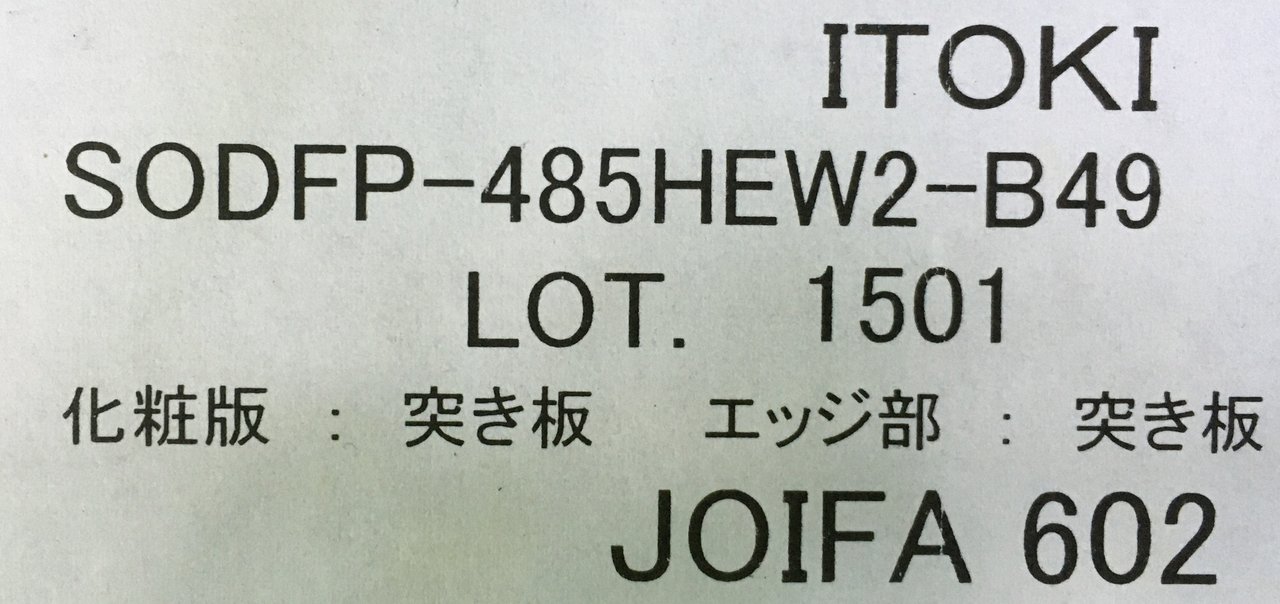 ITOKI
SODFP-485HEW2-B49
LOT. 1501
化粧版 : 突き板 エッジ部 : 突き板
JOIFA 602